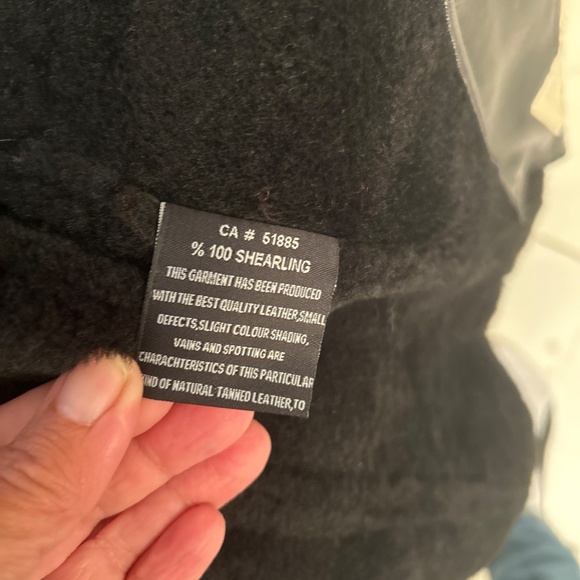 CA # 51885
% 100 SHEARLING
THIS GARMENT HAS BEEN PRODUCED
WITH THE BEST QUALITY LEATHER,SMALL
DEFECTS,SLIGHT COLOUR SHADING,
VAINS AND SPOTTING ARE
CHARACHTERISTICS OF THIS PARTICULAR
KIND OF NATURAL TANNED LEATHER,TO